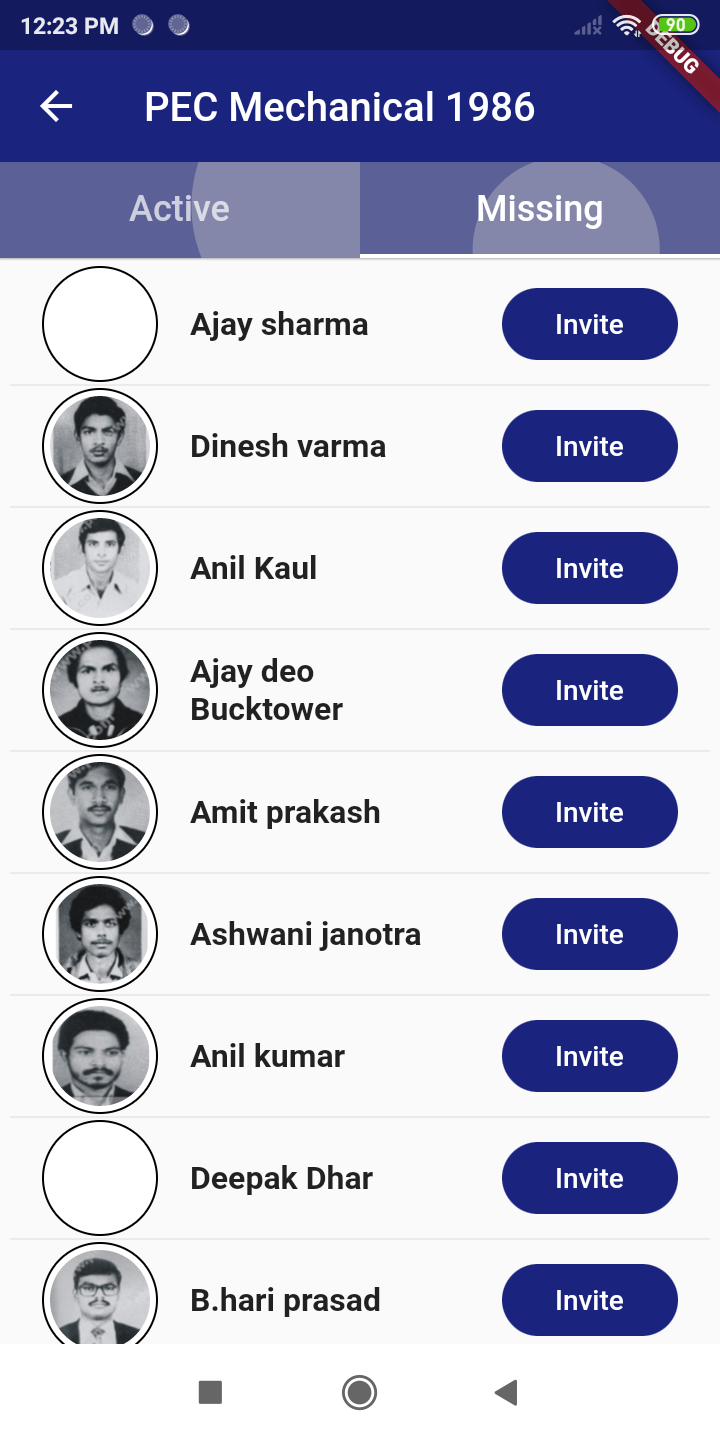 12:23 PM
90
DEBUG
PEC Mechanical 1986
Active
Missing
Ajay sharma
Invite
Dinesh varma
Invite
Anil Kaul
Invite
Ajay deo
Bucktower
Invite
Amit prakash
Invite
Ashwani janotra
Invite
Anil kumar
Invite
Deepak Dhar
Invite
B.hari prasad
Invite